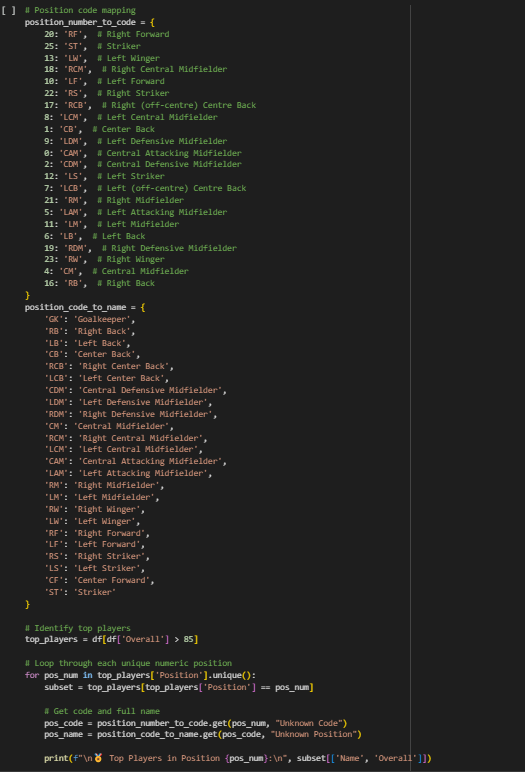 [ ] # Position code mapping
position_number_to_code = {
20: 'RF', # Right Forward
25: 'ST', # Striker
13: 'LW', # Left Winger
18: 'RCM', # Right Central Midfielder
10: 'LF', # Left Forward
22: 'RS', # Right Striker
17: 'RCB', # Right (off-centre) Centre Back
8: 'LCM', # Left Central Midfielder
1: 'CB', # Center Back
9: 'LDM', # Left Defensive Midfielder
0: 'CAM', # Central Attacking Midfielder
2: 'CDM', # Central Defensive Midfielder
12: 'LS', # Left Striker
7: 'LCB', # Left (off-centre) Centre Back
21: 'RM', # Right Midfielder
5: 'LAM', # Left Attacking Midfielder
11: 'LM', # Left Midfielder
6: 'LB', # Left Back
19: 'RDM', # Right Defensive Midfielder
23: 'RW', # Right Winger
4: 'CM', # Central Midfielder
16: 'RB', # Right Back
}
position_code_to_name = {
'GK': 'Goalkeeper',
'RB': 'Right Back',
'LB': 'Left Back',
'CB': 'Center Back',
'RCB': 'Right Center Back',
'LCB': 'Left Center Back',
'CDM': 'Central Defensive Midfielder',
'LDM': 'Left Defensive Midfielder',
'RDM': 'Right Defensive Midfielder',
'CM': 'Central Midfielder',
'RCM': 'Right Central Midfielder',
'LCM': 'Left Central Midfielder',
'CAM': 'Central Attacking Midfielder',
'LAM': 'Left Attacking Midfielder',
'RM': 'Right Midfielder',
'LM': 'Left Midfielder',
'RW': 'Right Winger',
'LW': 'Left Winger',
'RF': 'Right Forward',
'LF': 'Left Forward',
'RS': 'Right Striker',
'LS': 'Left Striker',
'CF': 'Center Forward',
'ST': 'Striker'
}
# Identify top players
top_players = df[df['Overall'] > 85]
# Loop through each unique numeric position
for pos_num in top_players['Position'].unique():
subset = top_players[top_players['Position'] == pos_num]
# Get code and full name
pos_code = position_number_to_code.get(pos_num, "Unknown Code")
pos_name = position_code_to_name.get(pos_code, "Unknown Position")
print(f"\n🏅 Top Players in Position {pos_num}:\n", subset[['Name', 'Overall']])